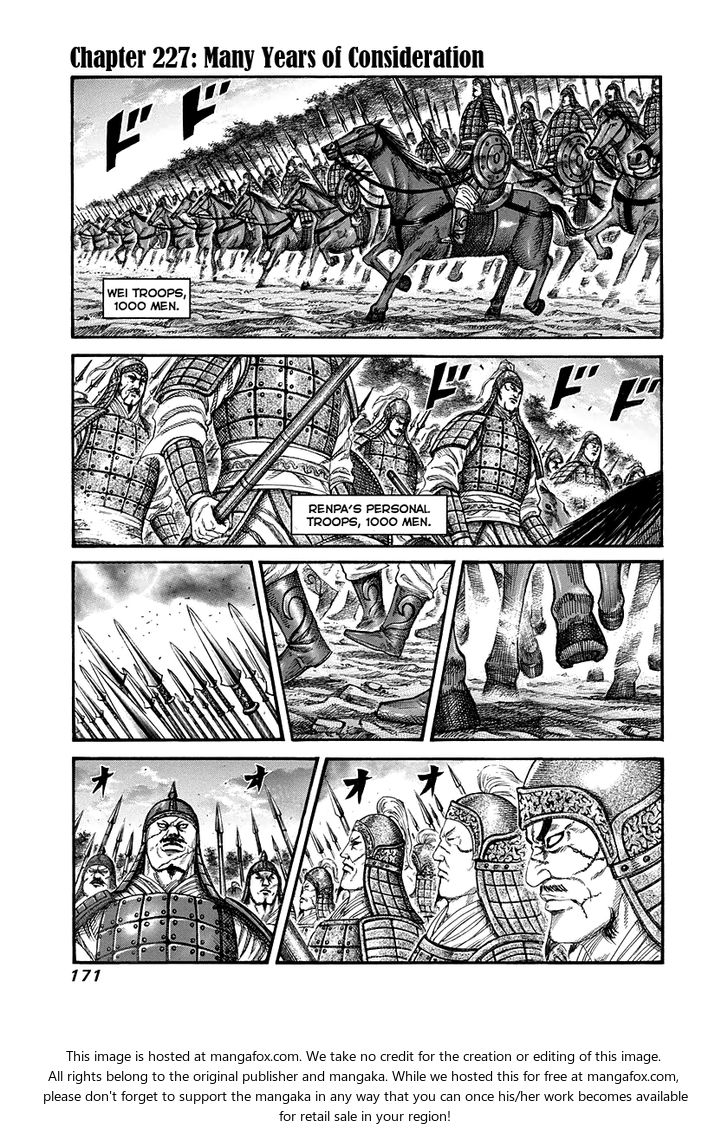 Chapter 227: Many Years of Consideration
ド ド
WEI TROOPS,
1000 MEN.
ド ド ド
RENPA'S PERSONAL
TROOPS, 1000 MEN.
オ オ オ オ
171
This image is hosted at mangafox.com. We take no credit for the creation or editing of this image.
All rights belong to the original publisher and mangaka. While we hosted this for free at mangafox.com,
please don't forget to support the mangaka in any way that you can once his/her work becomes available
for retail sale in your region!